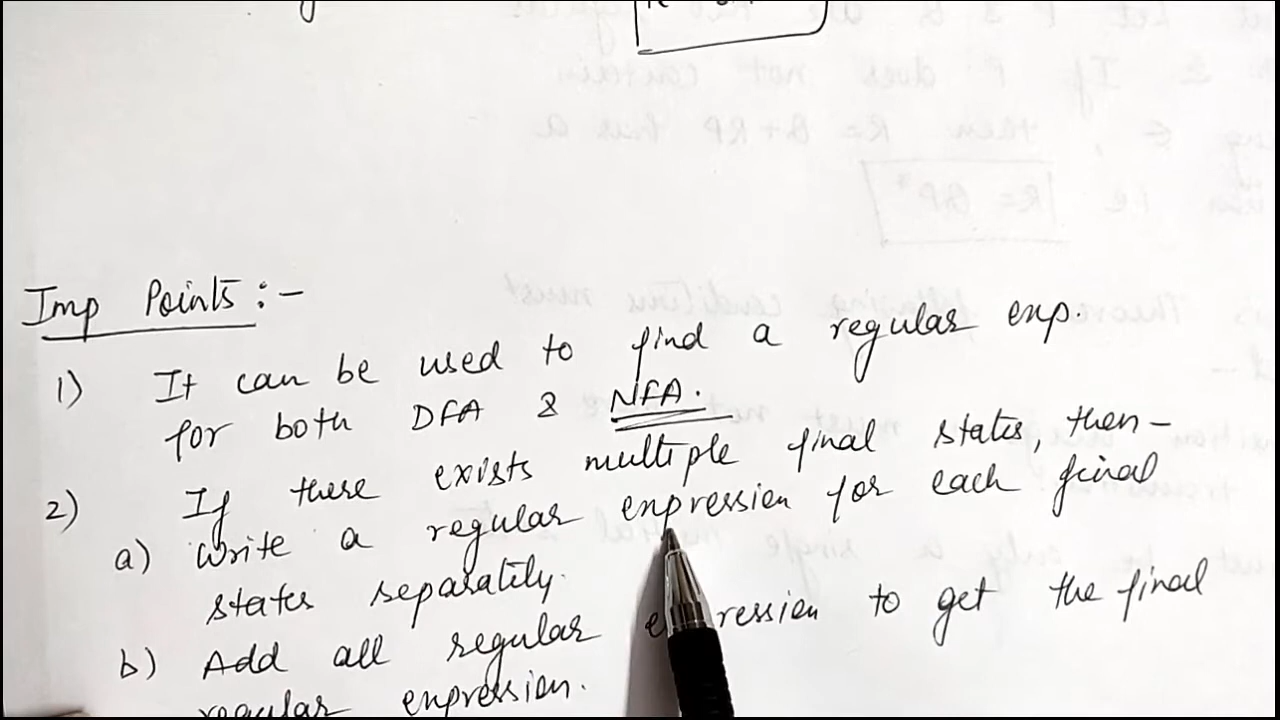 Imp Points :-
1) It can be used to find a regular exp.
for both DFA & NFA.
2) If there exists multiple final states, then -
a) Write a regular expression for each final
states separately.
b) Add all regular expression to get the final
regular expression.